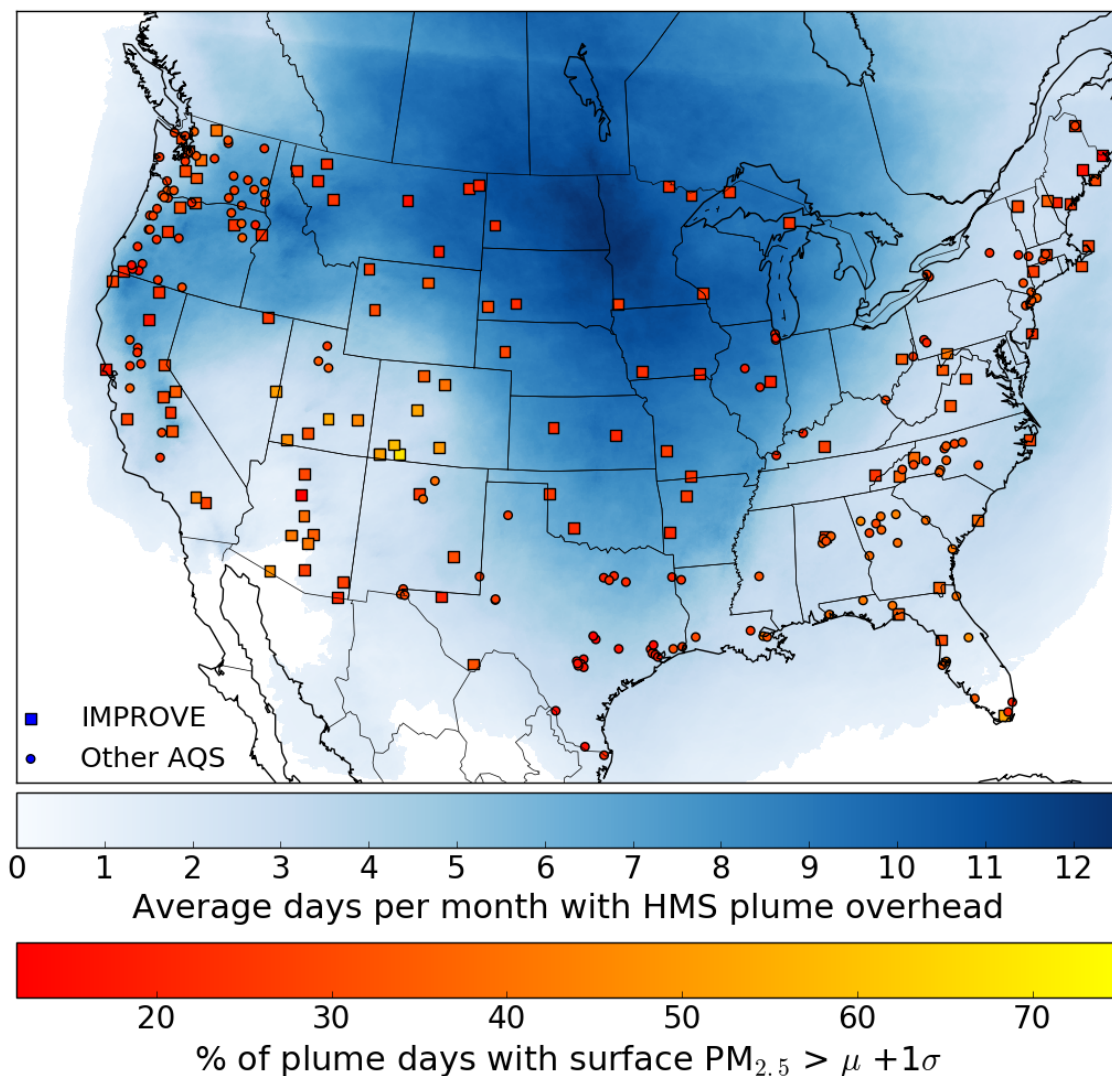 IMPROVE
Other AQS
0 1 2 3 4 5 6 7 8 9 10 11 12
Average days per month with HMS plume overhead
20 30 40 50 60 70
% of plume days with surface PM₂.₅ > μ +1σ